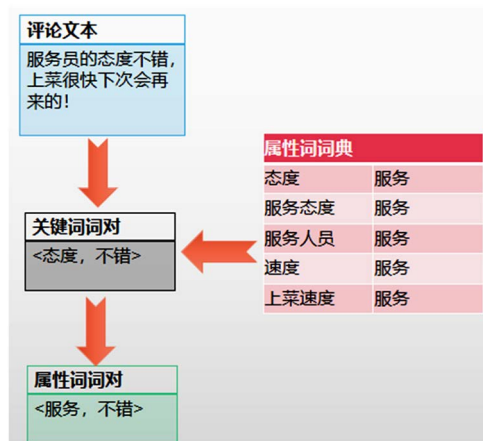 评论文本
服务员的态度不错，
上菜很快下次会再
来的！
属性词词典
态度 服务
服务态度 服务
服务人员 服务
速度 服务
上菜速度 服务
关键词词对
<态度，不错>
属性词词对
<服务，不错>